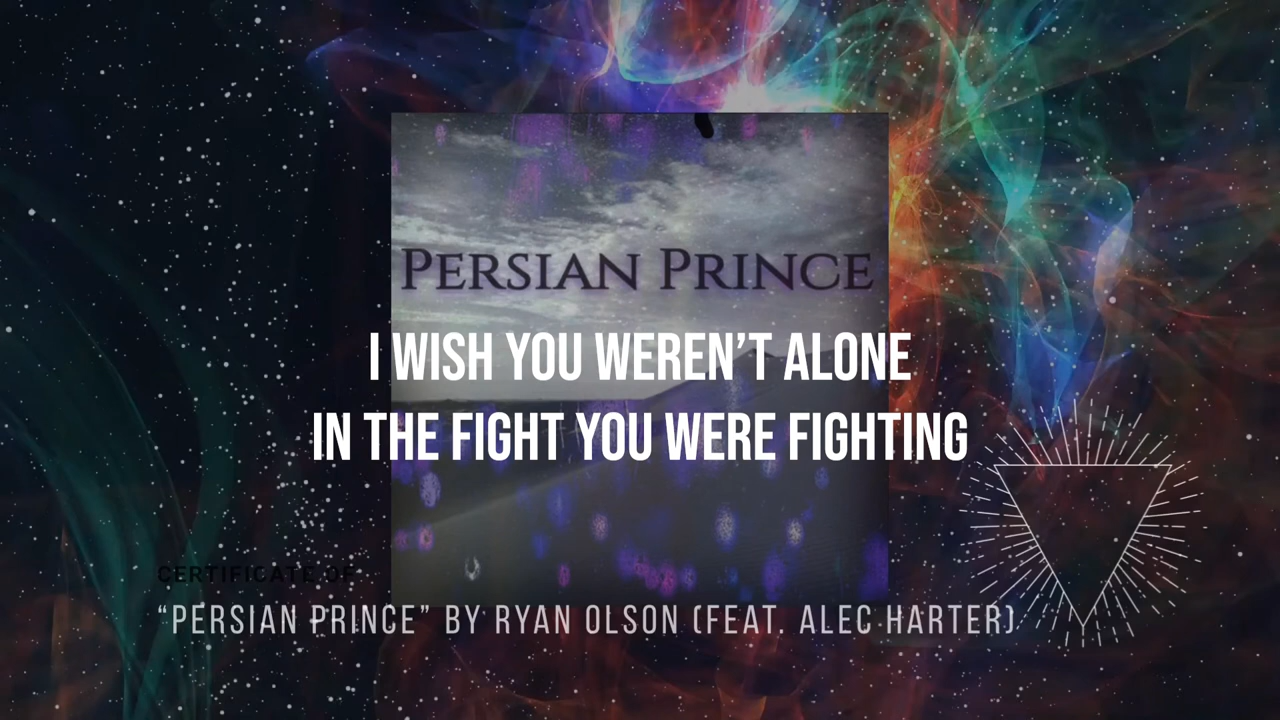 PERSIAN PRINCE
I WISH YOU WEREN’T ALONE
IN THE FIGHT YOU WERE FIGHTING
CERTIFICATE OF
“PERSIAN PRINCE” BY RYAN OLSON (FEAT. ALEC HARTER)